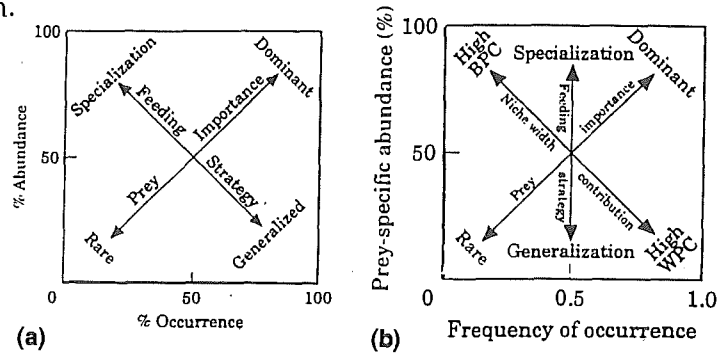 n.
100
50
0
50
100
% Abundance
% Occurrence
Specialization
Dominant
Feeding
Importance
Prey
Strategy
Rare
Generalized
(a)
100
50
0
0
0.5
1.0
Prey-specific abundance (%)
Frequency of occurrence
High
BPC
Specialization
Dominant
Feeding
importance
Niche width
Prey
strategy
contribution
Rare
Generalization
High
WPC
(b)